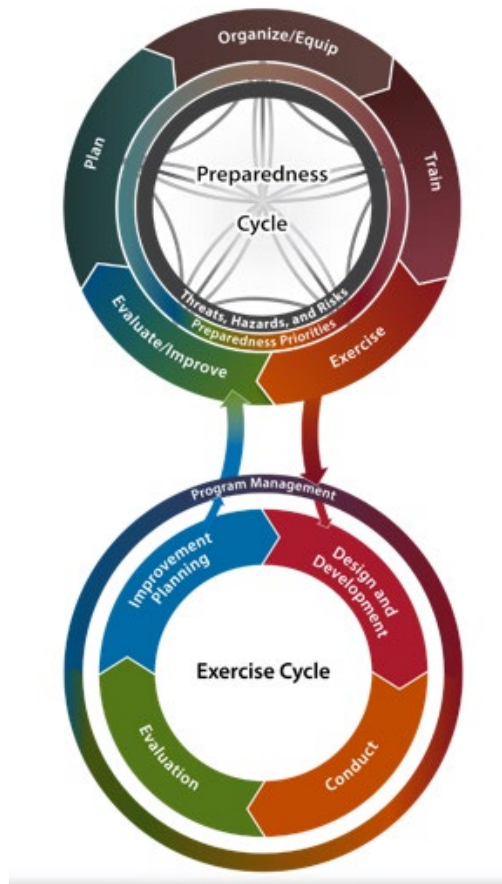 Organize/Equip
Plan
Train
Preparedness
Cycle
Threats, Hazards, and Risks
Preparedness Priorities
Evaluate/Improve
Exercise
Program Management
Improvement
Planning
Design and
Development
Exercise Cycle
Evaluation
Conduct